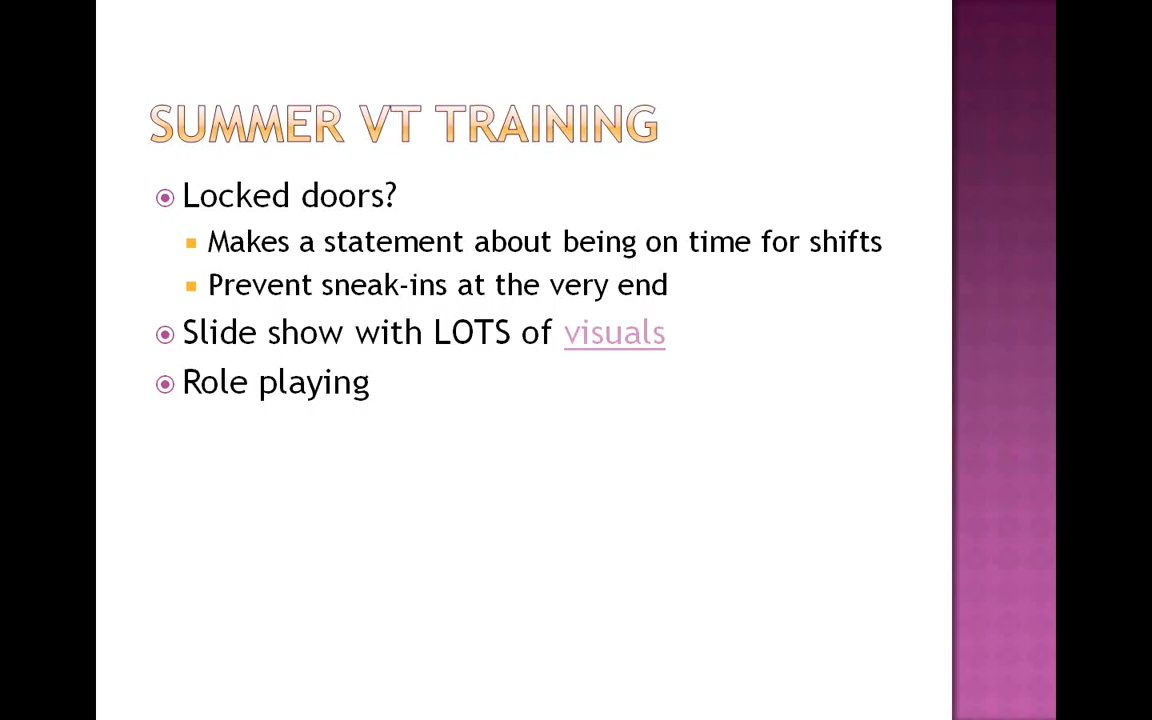 SUMMER VT TRAINING
Locked doors?
Makes a statement about being on time for shifts
Prevent sneak-ins at the very end
Slide show with LOTS of visuals
Role playing